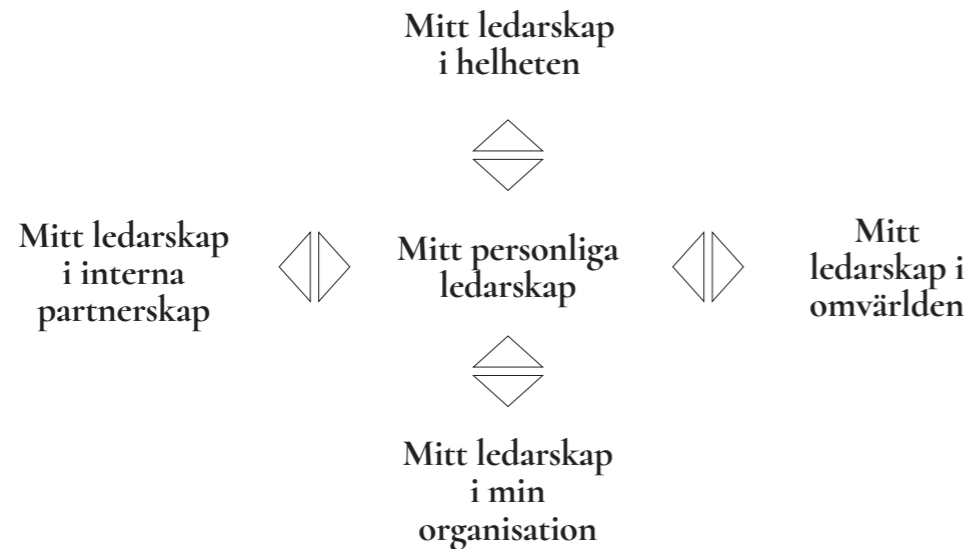 Mitt ledarskap
i helheten
Mitt ledarskap
i interna
partnerskap
Mitt personliga
ledarskap
Mitt
ledarskap i
omvärlden
Mitt ledarskap
i min
organisation